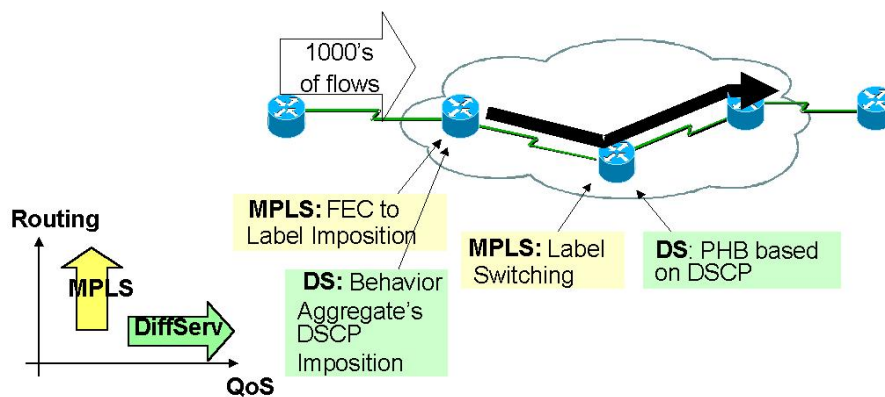 1000's
of flows
MPLS: FEC to
Label Imposition
DS: Behavior
Aggregate's
DSCP
Imposition
MPLS: Label
Switching
DS: PHB based
on DSCP
Routing
MPLS
DiffServ
QoS